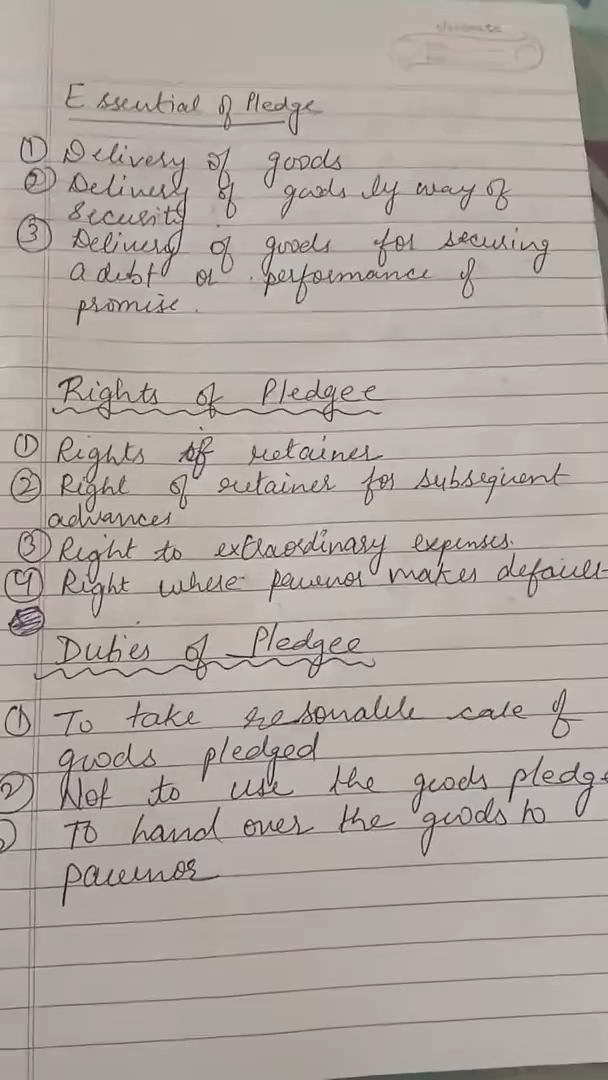 Essential of Pledge
① Delivery of goods
② Delivery of goods by way of
security
③ Delivery of goods for securing
a debt or performance of
promise.
Rights of Pledgee
① Rights of retainer
② Right of retainer for subsequent
advances
③ Right to extraordinary expenses.
④ Right where pawnor makes default
Duties of Pledgee
① To take resonable care of
goods pledged
② Not to use the goods pledge
To hand over the goods to
pawnor